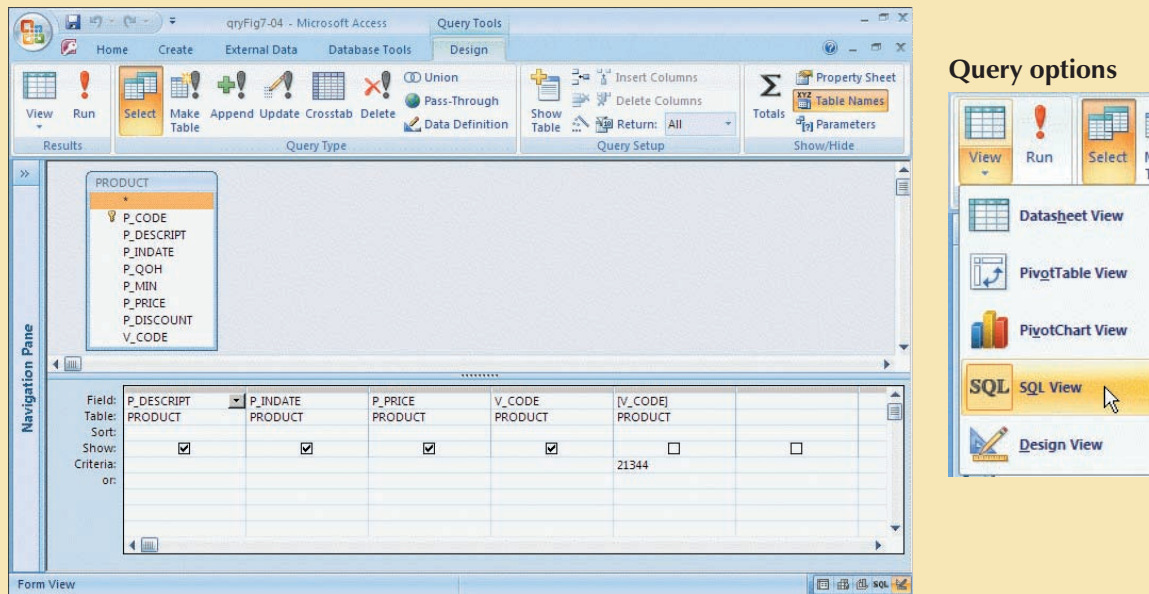 qryFig7-04 - Microsoft Access
Query Tools
Home Create External Data Database Tools Design
View Run Select Make Table Append Update Crosstab Delete
Union
Pass-Through
Data Definition
Show Table
Insert Columns
Delete Columns
Return: All
Totals
Property Sheet
Table Names
Parameters
Results Query Type Query Setup Show/Hide
PRODUCT
*
P_CODE
P_DESCRIPT
P_INDATE
P_QOH
P_MIN
P_PRICE
P_DISCOUNT
V_CODE
Navigation Pane
Field: P_DESCRIPT P_INDATE P_PRICE V_CODE [V_CODE]
Table: PRODUCT PRODUCT PRODUCT PRODUCT PRODUCT
Sort:
Show:
Criteria: 21344
or:
Form View
SQL
Query options
View Run Select
Datasheet View
PivotTable View
PivotChart View
SQL SQL View
Design View